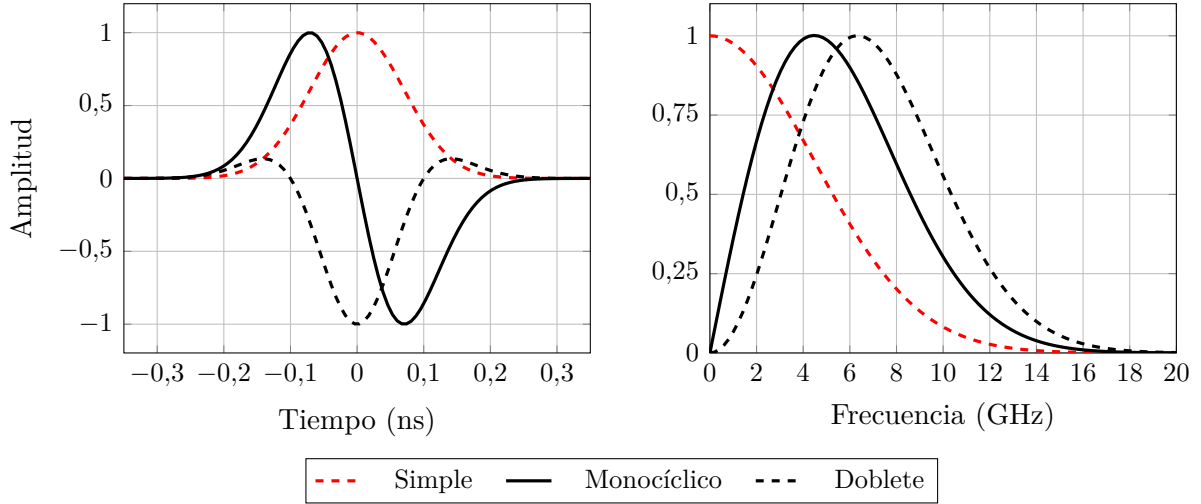 1
0,5
0
−0,5
−1
Amplitud
−0,3 −0,2 −0,1 0 0,1 0,2 0,3
Tiempo (ns)
1
0,75
0,5
0,25
0
0 2 4 6 8 10 12 14 16 18 20
Frecuencia (GHz)
Simple Monocíclico Doblete